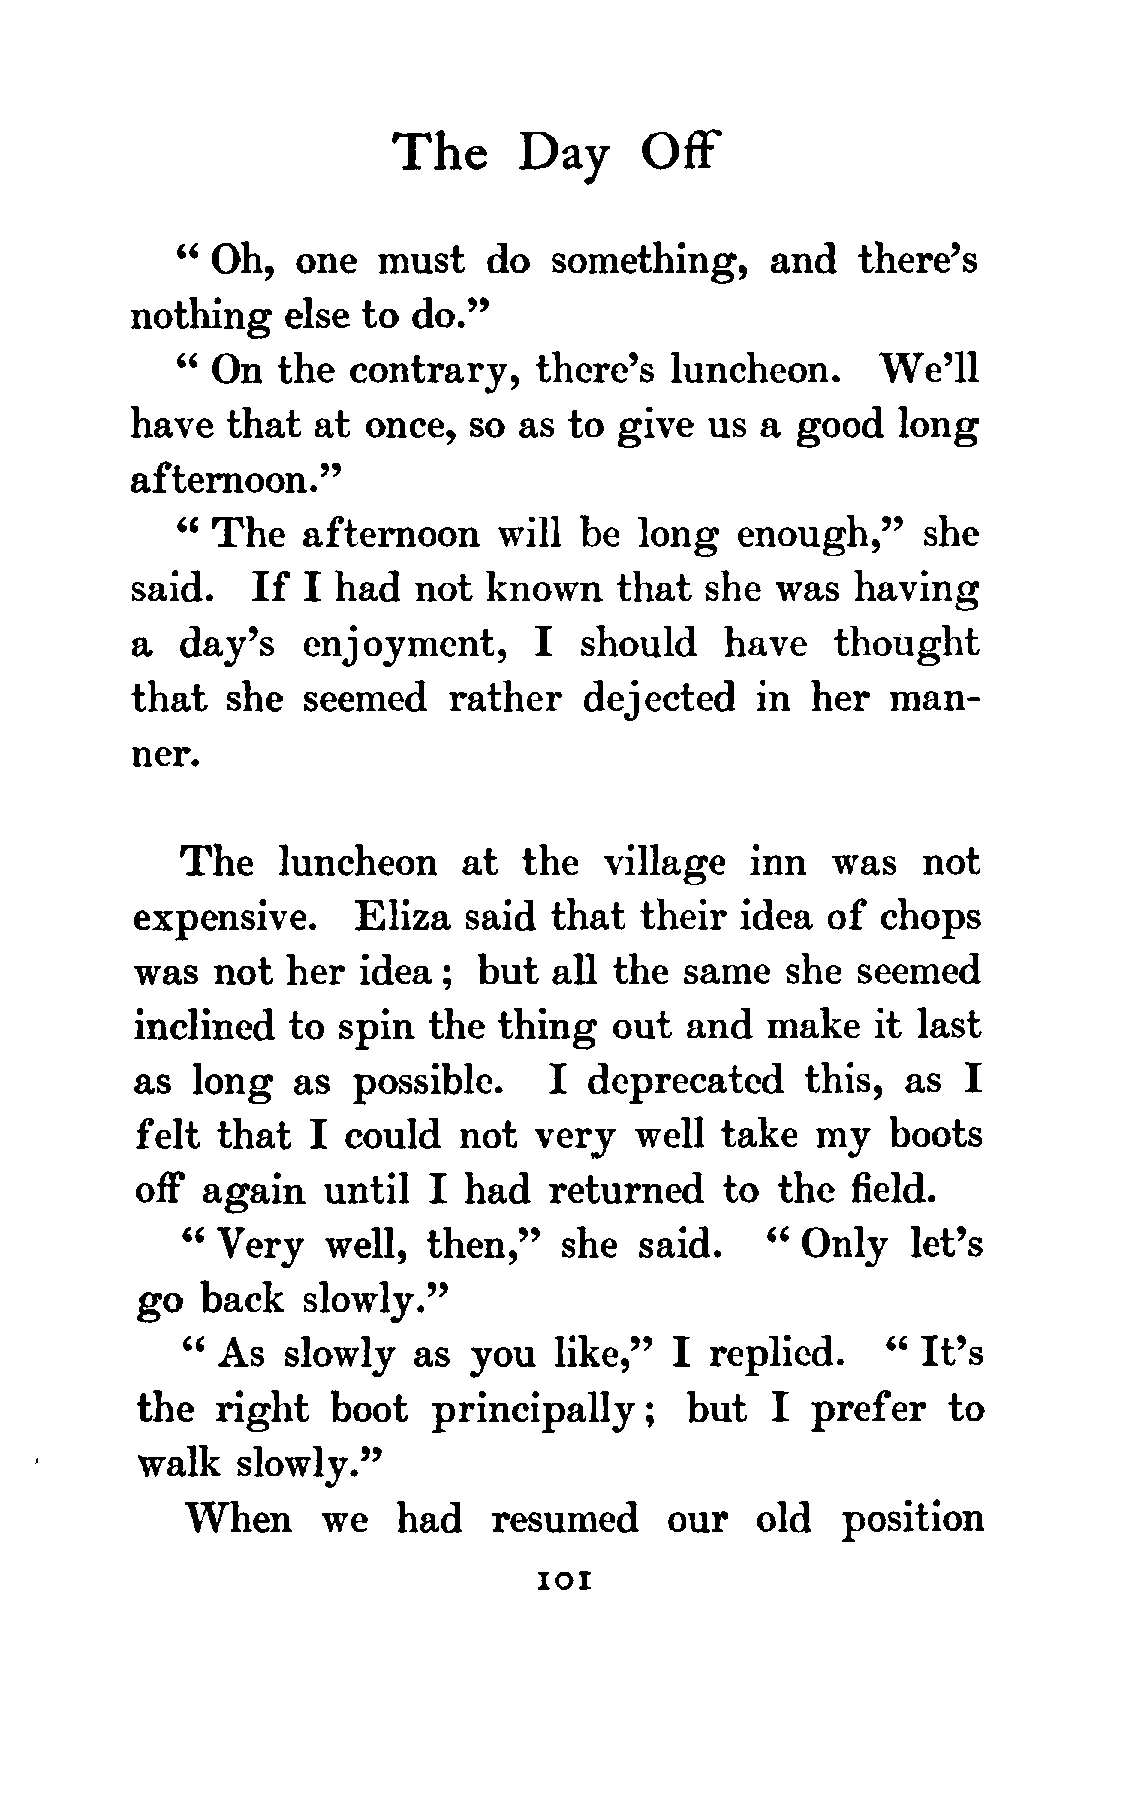 The Day Off
“ Oh, one must do something, and there’s
nothing else to do.”
“ On the contrary, there’s luncheon. We’ll
have that at once, so as to give us a good long
afternoon.”
“ The afternoon will be long enough,” she
said. If I had not known that she was having
a day’s enjoyment, I should have thought
that she seemed rather dejected in her man-
ner.
The luncheon at the village inn was not
expensive. Eliza said that their idea of chops
was not her idea ; but all the same she seemed
inclined to spin the thing out and make it last
as long as possible. I deprecated this, as I
felt that I could not very well take my boots
off again until I had returned to the field.
“ Very well, then,” she said. “ Only let’s
go back slowly.”
“ As slowly as you like,” I replied. “ It’s
the right boot principally ; but I prefer to
walk slowly.”
When we had resumed our old position
101